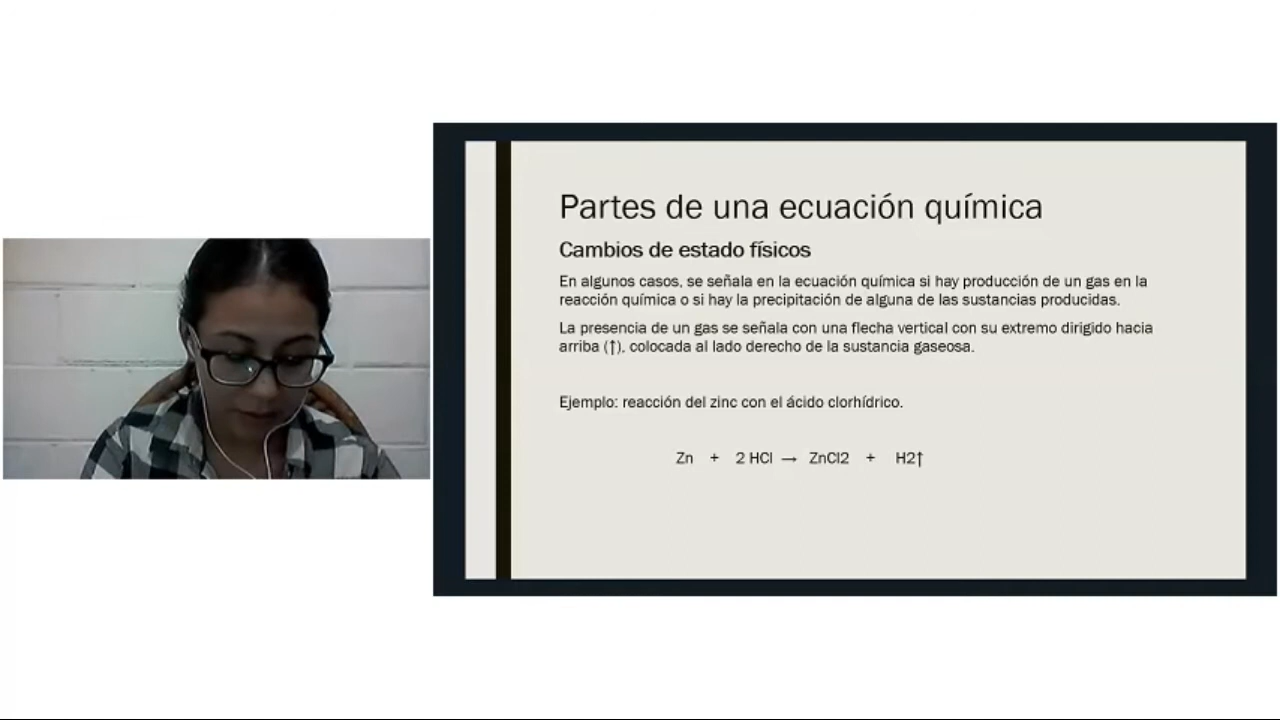 Partes de una ecuación química
Cambios de estado físicos
En algunos casos, se señala en la ecuación química si hay producción de un gas en la
reacción química o si hay la precipitación de alguna de las sustancias producidas.
La presencia de un gas se señala con una flecha vertical con su extremo dirigido hacia
arriba (↑), colocada al lado derecho de la sustancia gaseosa.
Ejemplo: reacción del zinc con el ácido clorhídrico.
Zn + 2 HCl → ZnCl2 + H2↑